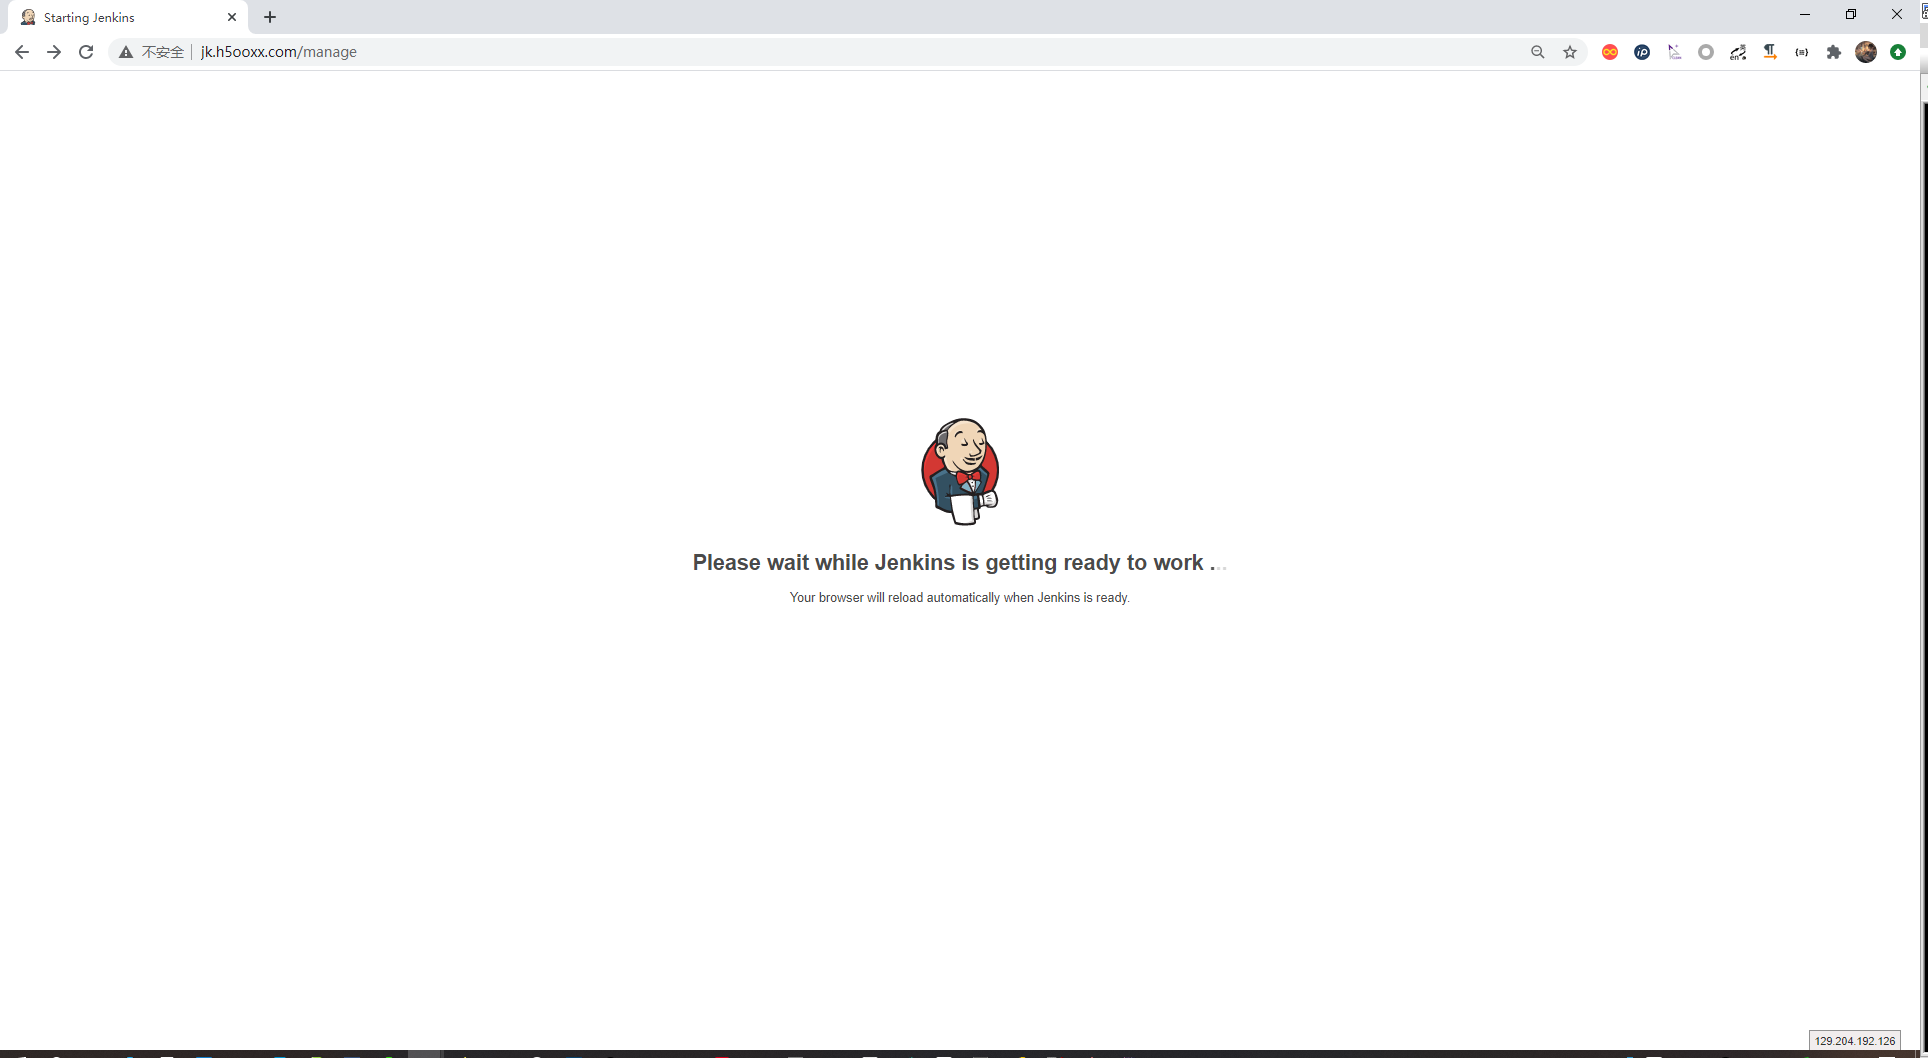 Starting Jenkins
不安全 jk.h5ooxx.com/manage
Please wait while Jenkins is getting ready to work ...
Your browser will reload automatically when Jenkins is ready.
129.204.192.126